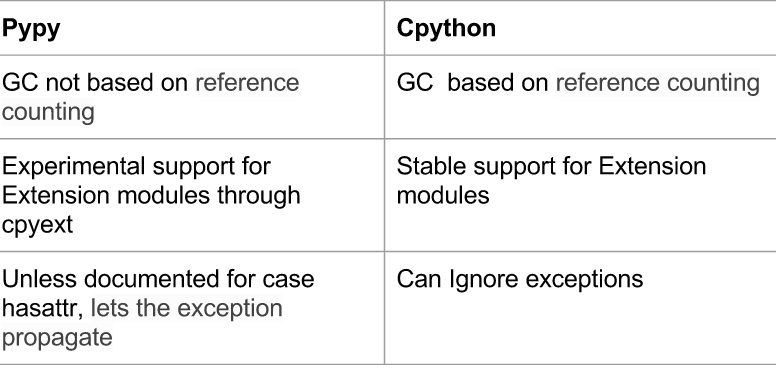 Pypy
Cpython
GC not based on reference
counting
GC  based on reference counting
Experimental support for
Extension modules through
cpyext
Stable support for Extension
modules
Unless documented for case
hasattr, lets the exception
propagate
Can Ignore exceptions